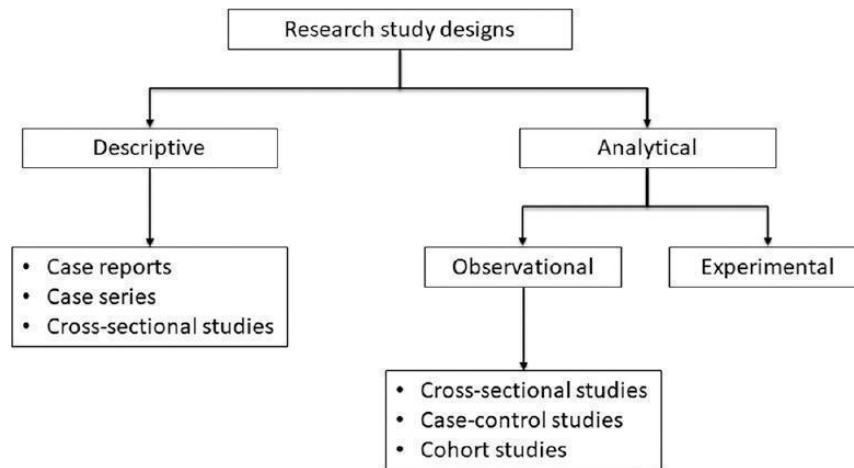 Research study designs
Descriptive
Analytical
• Case reports
• Case series
• Cross-sectional studies
Observational
Experimental
• Cross-sectional studies
• Case-control studies
• Cohort studies